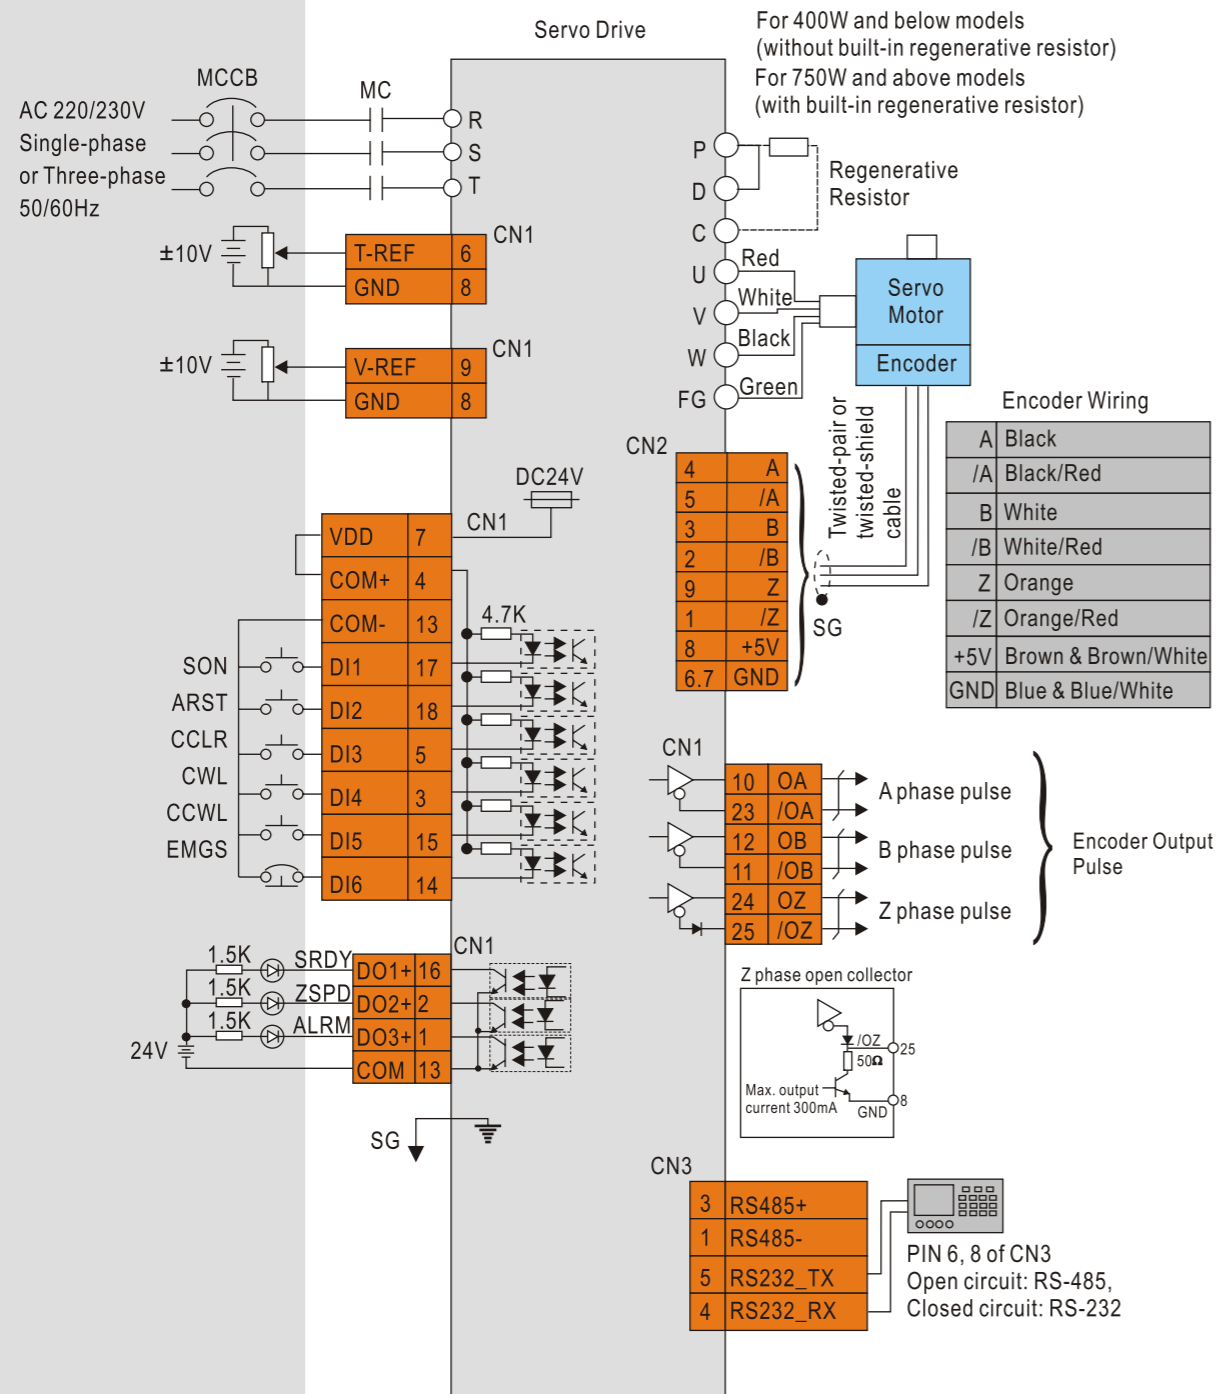 Servo Drive
For 400W and below models
(without built-in regenerative resistor)
For 750W and above models
(with built-in regenerative resistor)
MCCB
MC
AC 220/230V
Single-phase
or Three-phase
50/60Hz
R
S
T
P
D
C
U
V
W
FG
Regenerative
Resistor
Red
White
Black
Green
Servo
Motor
Encoder
±10V
CN1
T-REF 6
GND 8
±10V
CN1
V-REF 9
GND 8
DC24V
CN1
VDD 7
COM+ 4
COM- 13
DI1 17
DI2 18
DI3 5
DI4 3
DI5 15
DI6 14
4.7K
SON
ARST
CCLR
CWL
CCWL
EMGS
CN2
4 A
5 /A
3 B
2 /B
9 Z
1 /Z
8 +5V
6.7 GND
Twisted-pair or
twisted-shield
cable
SG
Encoder Wiring
A Black
/A Black/Red
B White
/B White/Red
Z Orange
/Z Orange/Red
+5V Brown & Brown/White
GND Blue & Blue/White
CN1
10 OA
23 /OA
12 OB
11 /OB
24 OZ
25 /OZ
A phase pulse
B phase pulse
Z phase pulse
Encoder Output
Pulse
CN1
1.5K SRDY DO1+ 16
1.5K ZSPD DO2+ 2
1.5K ALRM DO3+ 1
24V COM 13
SG
Z phase open collector
/OZ 25
50Ω
Max. output
current 300mA
GND 8
CN3
3 RS485+
1 RS485-
5 RS232_TX
4 RS232_RX
PIN 6, 8 of CN3
Open circuit: RS-485,
Closed circuit: RS-232